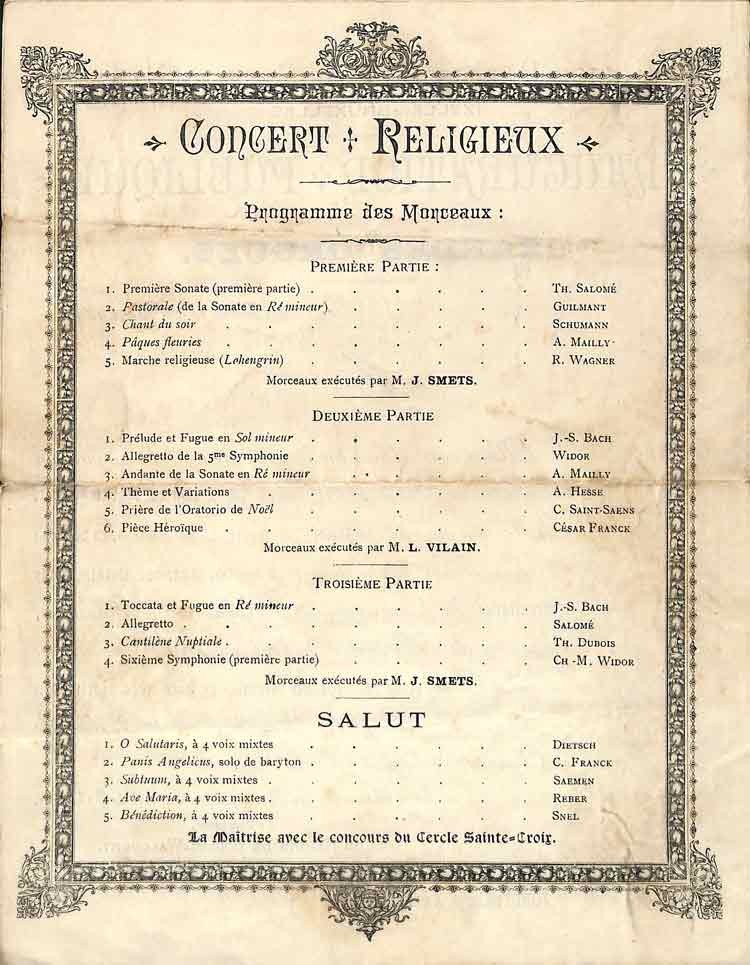 CONCERT RELIGIEUX
Programme des Morceaux :
PREMIÈRE PARTIE :
1. Première Sonate (première partie) . . . . . . TH. SALOMÉ
2. Pastorale (de la Sonate en Ré mineur) . . . . . GUILMANT
3. Chant du soir . . . . . . . . SCHUMANN
4. Pâques fleuries . . . . . . . . A. MAILLY
5. Marche religieuse (Lohengrin) . . . . . . R. WAGNER
Morceaux exécutés par M. J. SMETS.
DEUXIÈME PARTIE
1. Prélude et Fugue en Sol mineur . . . . . . J.-S. BACH
2. Allegretto de la 5me Symphonie . . . . . . WIDOR
3. Andante de la Sonate en Ré mineur . . . . . A. MAILLY
4. Thème et Variations . . . . . . . A. HESSE
5. Prière de l'Oratorio de Noël . . . . . . C. SAINT-SAENS
6. Pièce Héroïque . . . . . . . . CÉSAR FRANCK
Morceaux exécutés par M. L. VILAIN.
TROISIÈME PARTIE
1. Toccata et Fugue en Ré mineur . . . . . . J.-S. BACH
2. Allegretto . . . . . . . . . SALOMÉ
3. Cantilène Nuptiale . . . . . . . . TH. DUBOIS
4. Sixième Symphonie (première partie) . . . . . CH -M. WIDOR
Morceaux exécutés par M. J. SMETS.
SALUT
1. O Salutaris, à 4 voix mixtes . . . . . . DIETSCH
2. Panis Angelicus, solo de baryton . . . . . . C. FRANCK
3. Subtuum, à 4 voix mixtes . . . . . . . SAEMEN
4. Ave Maria, à 4 voix mixtes . . . . . . . REBER
5. Bénédiction, à 4 voix mixtes . . . . . . SNEL
La Maîtrise avec le concours du Cercle Sainte-Croix.